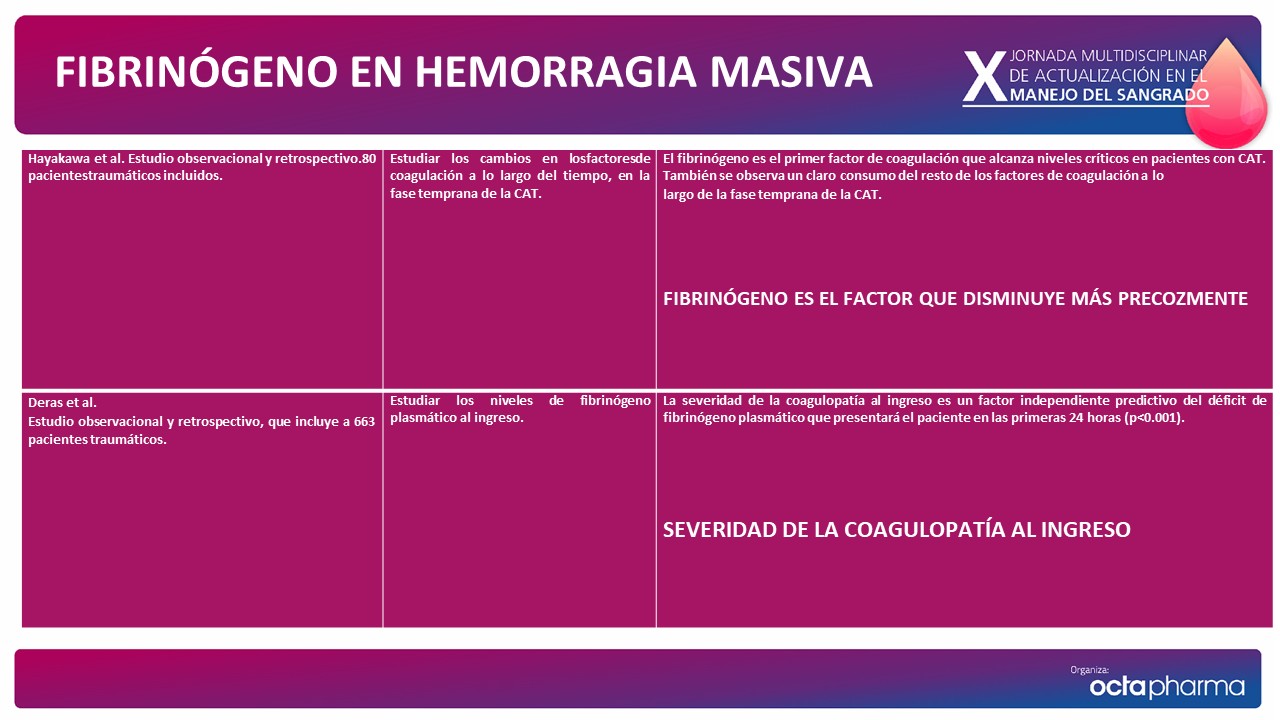 FIBRINÓGENO EN HEMORRAGIA MASIVA
X JORNADA MULTIDISCIPLINAR
DE ACTUALIZACIÓN EN EL
MANEJO DEL SANGRADO
Hayakawa et al. Estudio observacional y retrospectivo.80
pacientestraumáticos incluidos.
Estudiar los cambios en losfactoresde
coagulación a lo largo del tiempo, en la
fase temprana de la CAT.
El fibrinógeno es el primer factor de coagulación que alcanza niveles críticos en pacientes con CAT.
También se observa un claro consumo del resto de los factores de coagulación a lo
largo de la fase temprana de la CAT.
FIBRINÓGENO ES EL FACTOR QUE DISMINUYE MÁS PRECOZMENTE
Deras et al.
Estudio observacional y retrospectivo, que incluye a 663
pacientes traumáticos.
Estudiar los niveles de fibrinógeno
plasmático al ingreso.
La severidad de la coagulopatía al ingreso es un factor independiente predictivo del déficit de
fibrinógeno plasmático que presentará el paciente en las primeras 24 horas (p<0.001).
SEVERIDAD DE LA COAGULOPATÍA AL INGRESO
Organiza:
octapharma